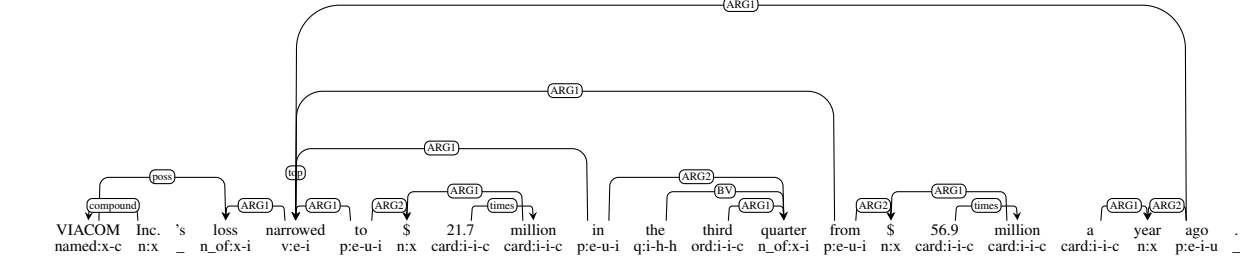 ARG1
ARG1
ARG1
top
poss ARG2
ARG1 BV ARG1
compound ARG1 ARG1 ARG2 times ARG1 ARG2 times ARG1 ARG2
VIACOM Inc. 's loss narrowed to $ 21.7 million in the third quarter from $ 56.9 million a year ago .
named:x-c n:x _ n_of:x-i v:e-i p:e-u-i n:x card:i-i-c card:i-i-c p:e-u-i q:i-h-h ord:i-i-c n_of:x-i p:e-u-i n:x card:i-i-c card:i-i-c card:i-i-c n:x p:e-i-u _